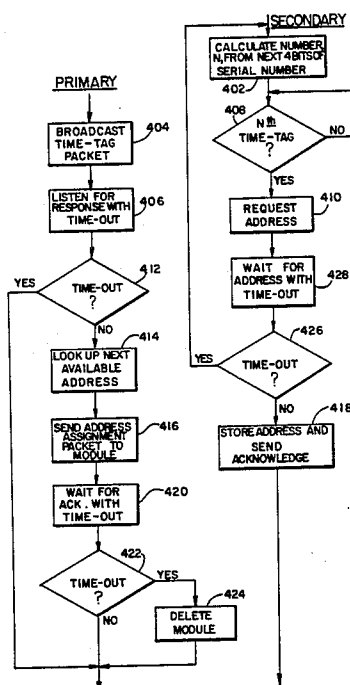 PRIMARY
BROADCAST
TIME-TAG
PACKET
404
LISTEN FOR
RESPONSE WITH
TIME-OUT
406
YES
412
TIME-OUT
?
NO
414
LOOK UP NEXT
AVAILABLE
ADDRESS
SEND ADDRESS
ASSIGNMENT
PACKET TO
MODULE
416
WAIT FOR
ACK. WITH
TIME-OUT
420
422
TIME-OUT
?
YES
NO
424
DELETE
MODULE
SECONDARY
CALCULATE NUMBER,
N, FROM NEXT 4 BITS OF
SERIAL NUMBER
402
408
Nth
TIME-TAG
?
NO
YES
REQUEST
ADDRESS
410
WAIT FOR
ADDRESS WITH
TIME-OUT
428
426
YES
TIME-OUT
?
NO
418
STORE ADDRESS AND
SEND
ACKNOWLEDGE